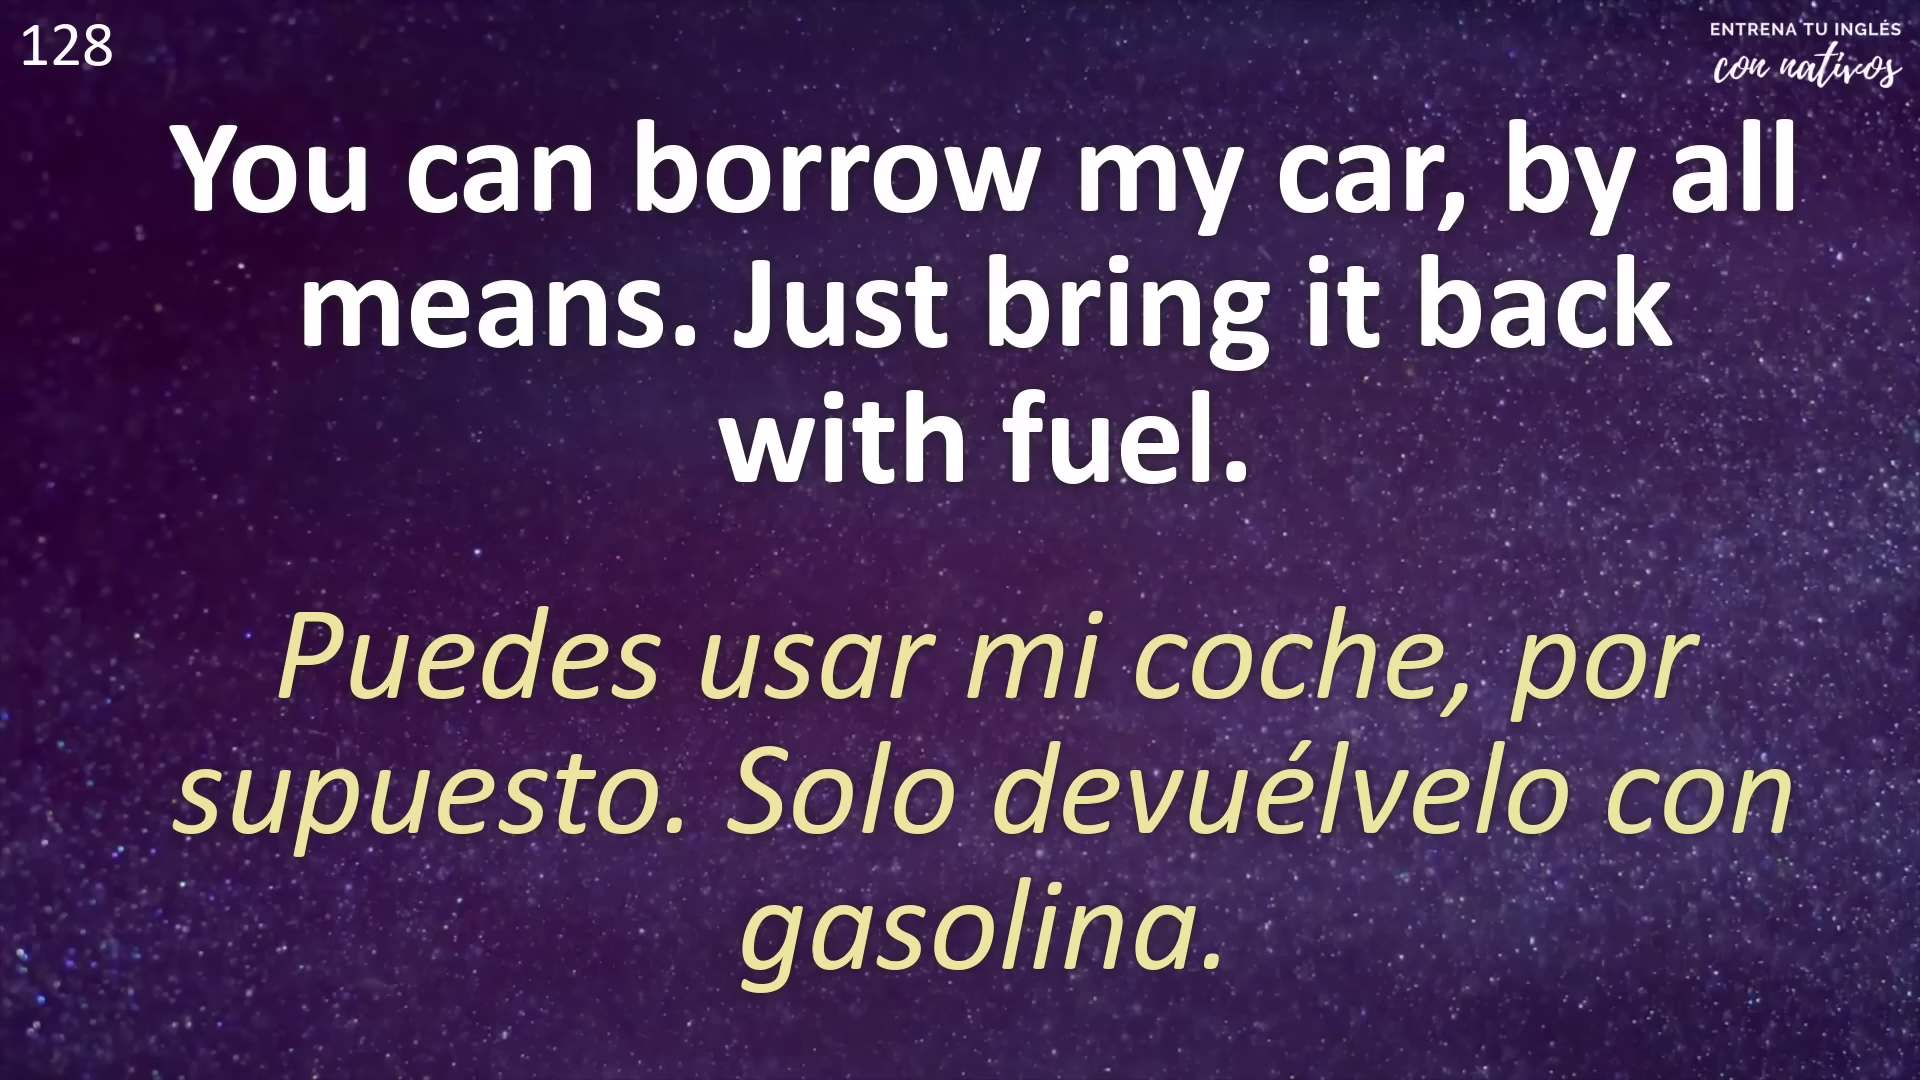 128
ENTRENA TU INGLÉS
con nativos
You can borrow my car, by all
means. Just bring it back
with fuel.
Puedes usar mi coche, por
supuesto. Solo devuélvelo con
gasolina.